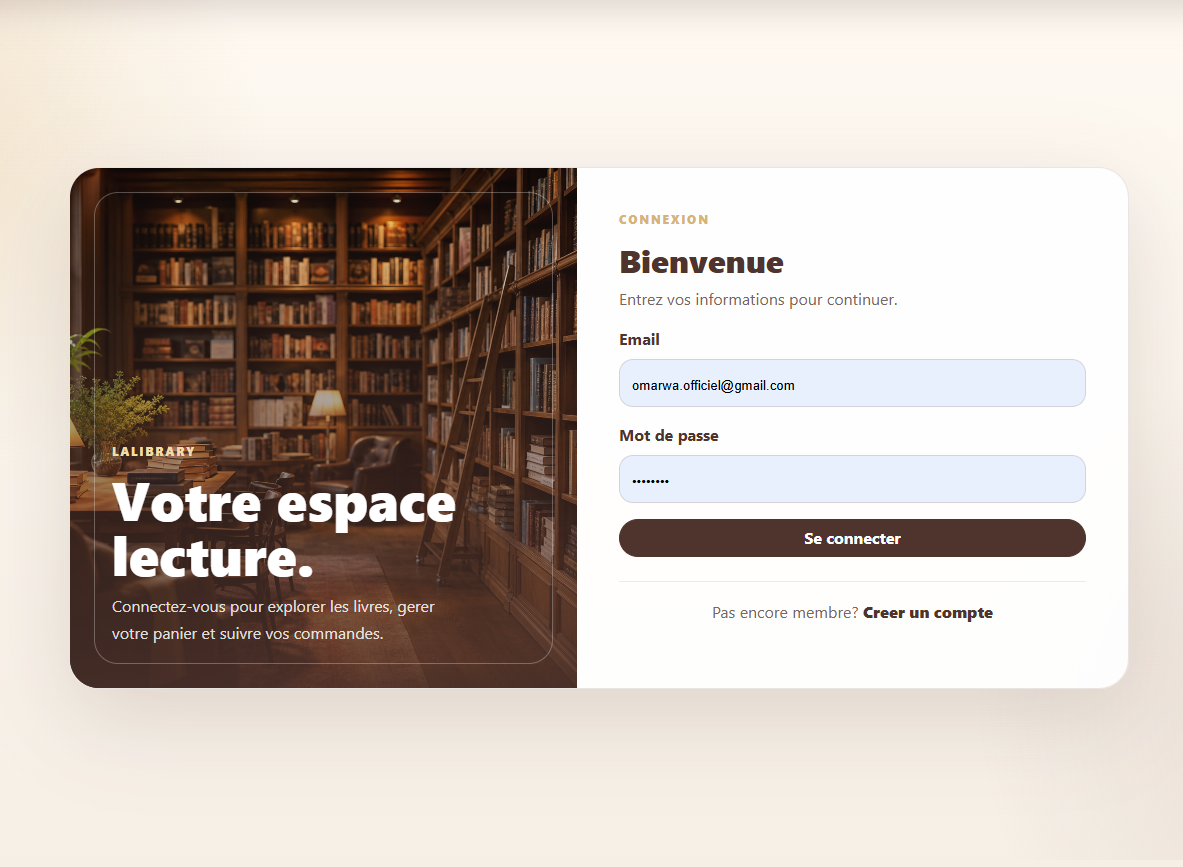 LALIBRARY
Votre espace
lecture.
Connectez-vous pour explorer les livres, gerer
votre panier et suivre vos commandes.
CONNEXION
Bienvenue
Entrez vos informations pour continuer.
Email
omarwa.officiel@gmail.com
Mot de passe
••••••••
Se connecter
Pas encore membre? Creer un compte